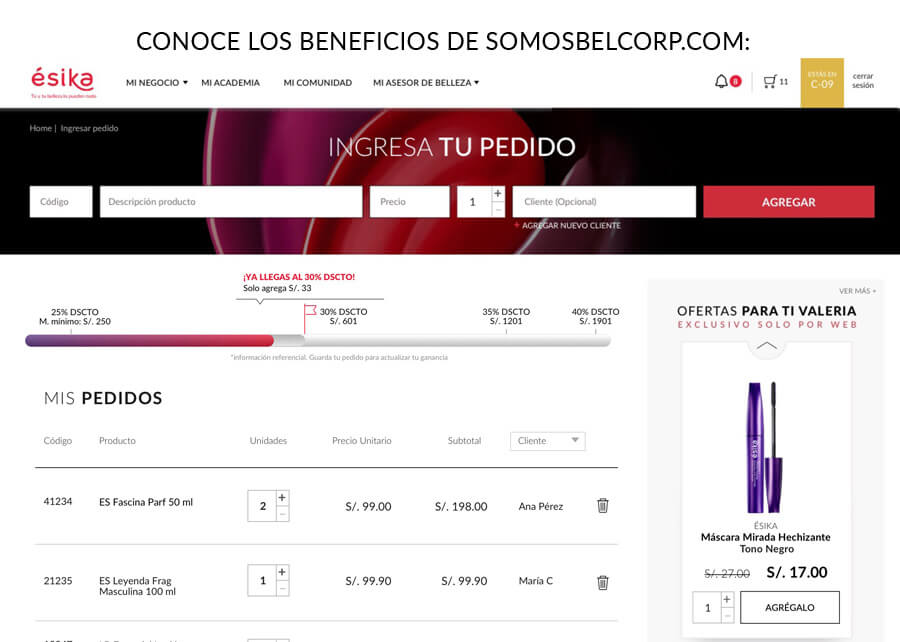 CONOCE LOS BENEFICIOS DE SOMOSBELCORP.COM:
ésika
Tú y tu belleza lo pueden todo
MI NEGOCIO
MI ACADEMIA
MI COMUNIDAD
MI ASESOR DE BELLEZA
8
11
ESTÁS EN
C-09
cerrar
sesión
Home | Ingresar pedido
INGRESA TU PEDIDO
Código
Descripción producto
Precio
1
+
-
Cliente (Opcional)
AGREGAR
+ AGREGAR NUEVO CLIENTE
¡YA LLEGAS AL 30% DSCTO!
Solo agrega S/. 33
25% DSCTO
M. mínimo: S/. 250
30% DSCTO
S/. 601
35% DSCTO
S/. 1201
40% DSCTO
S/. 1901
*Información referencial. Guarda tu pedido para actualizar tu ganancia
MIS PEDIDOS
Código
Producto
Unidades
Precio Unitario
Subtotal
Cliente
41234
ES Fascina Parf 50 ml
2
+
-
S/. 99.00
S/. 198.00
Ana Pérez
21235
ES Leyenda Frag
Masculina 100 ml
1
+
-
S/. 99.90
S/. 99.90
María C
VER MÁS +
OFERTAS PARA TI VALERIA
EXCLUSIVO SOLO POR WEB
ésika
ÉSIKA
Máscara Mirada Hechizante
Tono Negro
S/. 27.00
S/. 17.00
1
+
-
AGRÉGALO